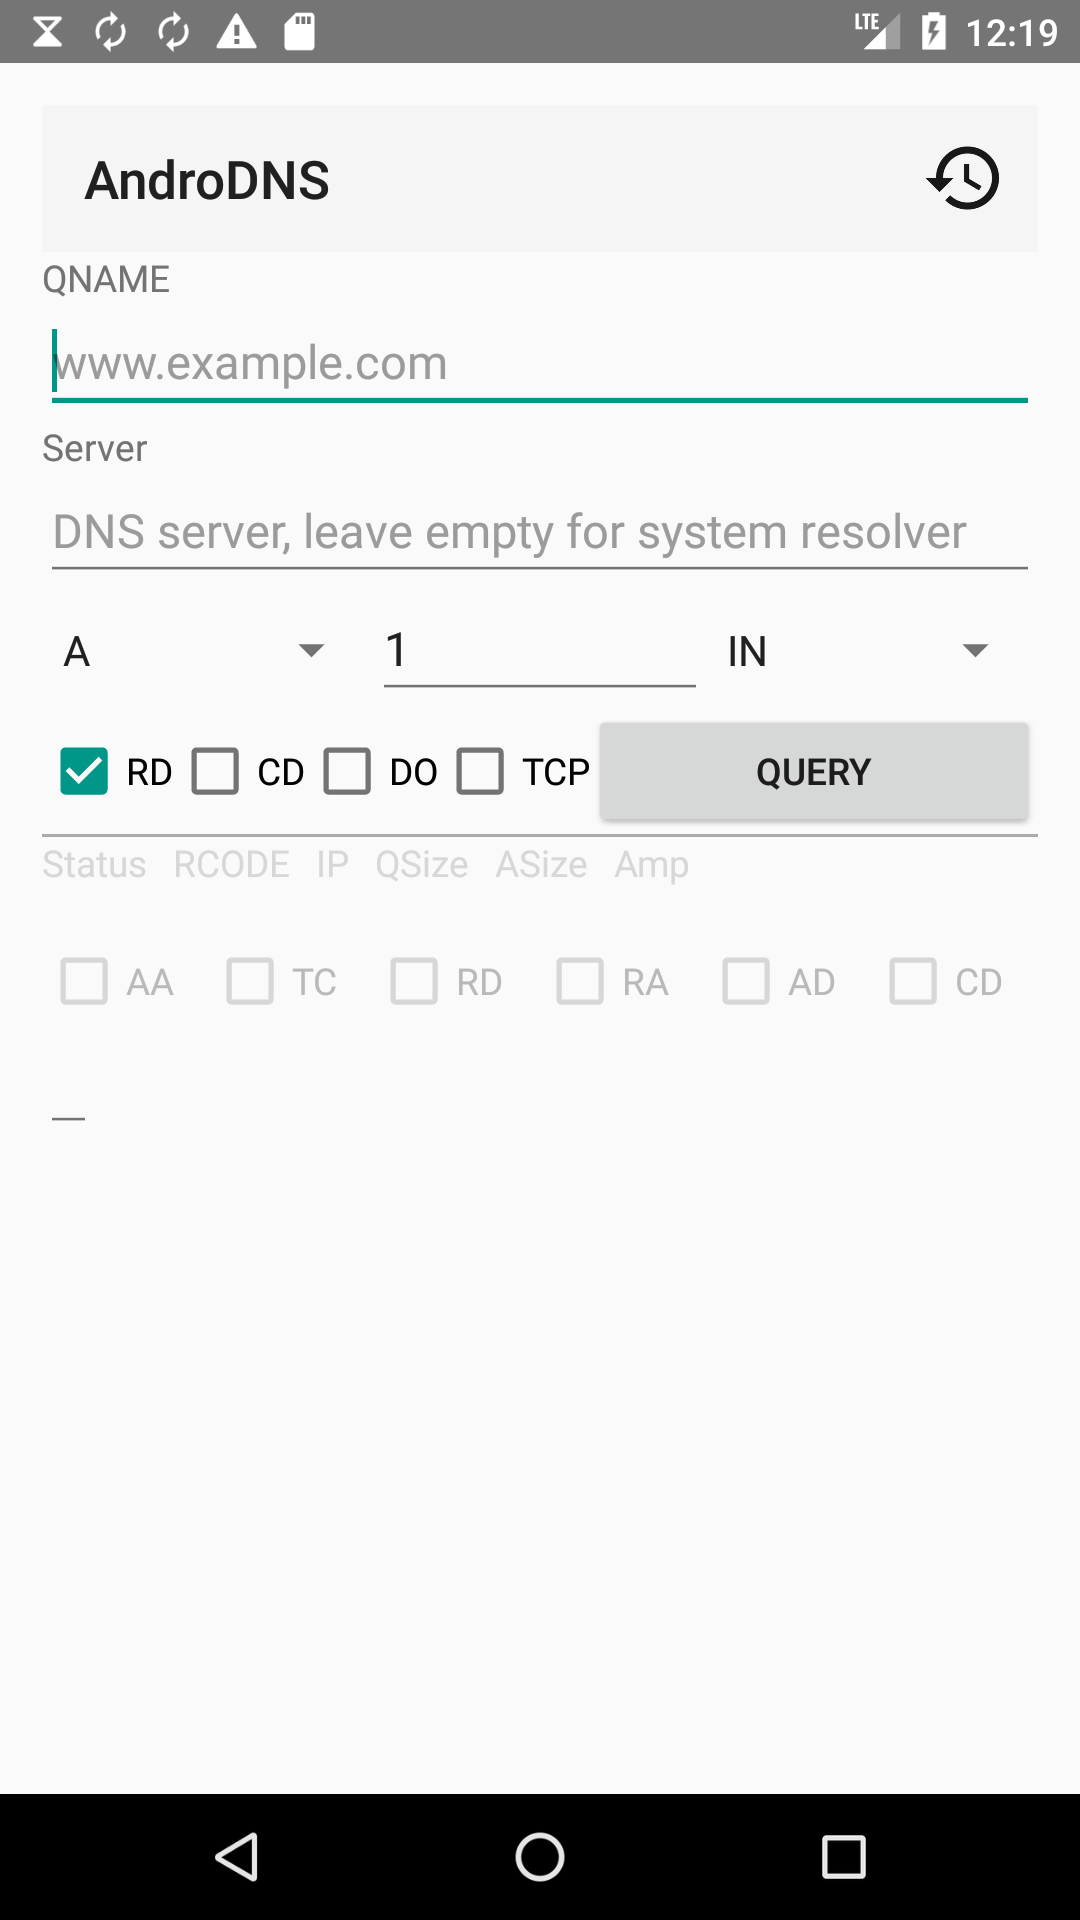 LTE 12:19
AndroDNS
QNAME
www.example.com
Server
DNS server, leave empty for system resolver
A 1 IN
RD CD DO TCP QUERY
Status RCODE IP QSize ASize Amp
AA TC RD RA AD CD